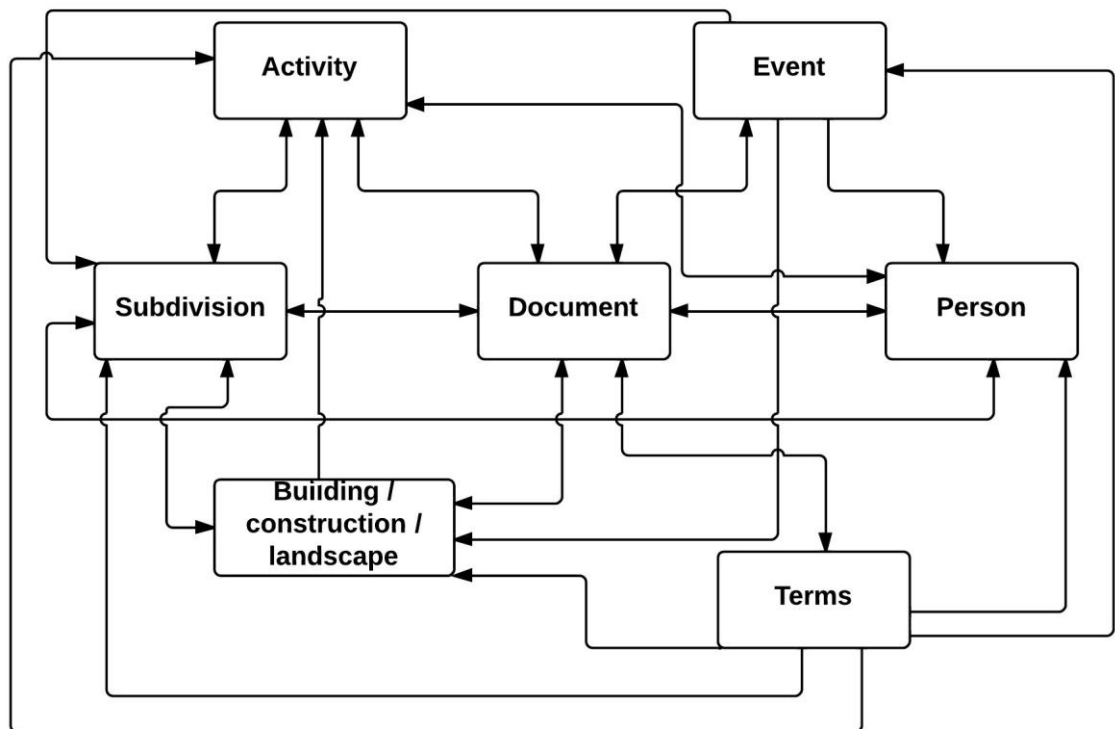 Activity
Event
Subdivision
Document
Person
Building /
construction /
landscape
Terms